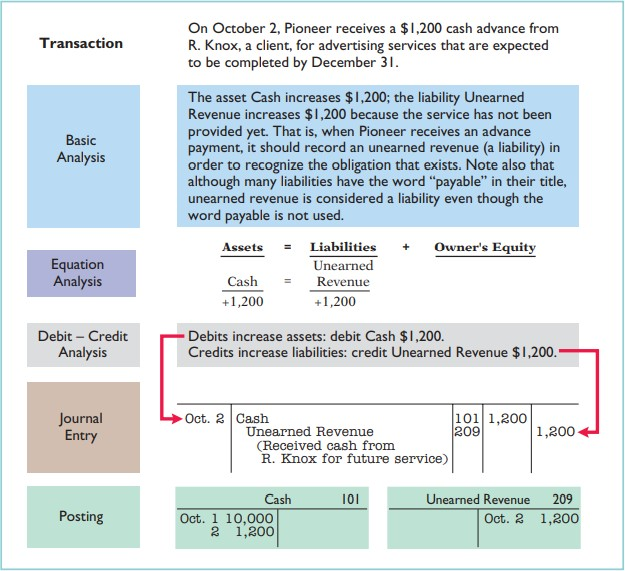 Transaction
On October 2, Pioneer receives a $1,200 cash advance from
R. Knox, a client, for advertising services that are expected
to be completed by December 31.
Basic
Analysis
The asset Cash increases $1,200; the liability Unearned
Revenue increases $1,200 because the service has not been
provided yet. That is, when Pioneer receives an advance
payment, it should record an unearned revenue (a liability) in
order to recognize the obligation that exists. Note also that
although many liabilities have the word “payable” in their title,
unearned revenue is considered a liability even though the
word payable is not used.
Equation
Analysis
Assets = Liabilities + Owner's Equity
Unearned
Cash = Revenue
+1,200 +1,200
Debit – Credit
Analysis
Debits increase assets: debit Cash $1,200.
Credits increase liabilities: credit Unearned Revenue $1,200.
Journal
Entry
Oct. 2 Cash 101 1,200
Unearned Revenue 209 1,200
(Received cash from
R. Knox for future service)
Posting
Cash 101
Oct. 1 10,000
2 1,200
Unearned Revenue 209
Oct. 2 1,200